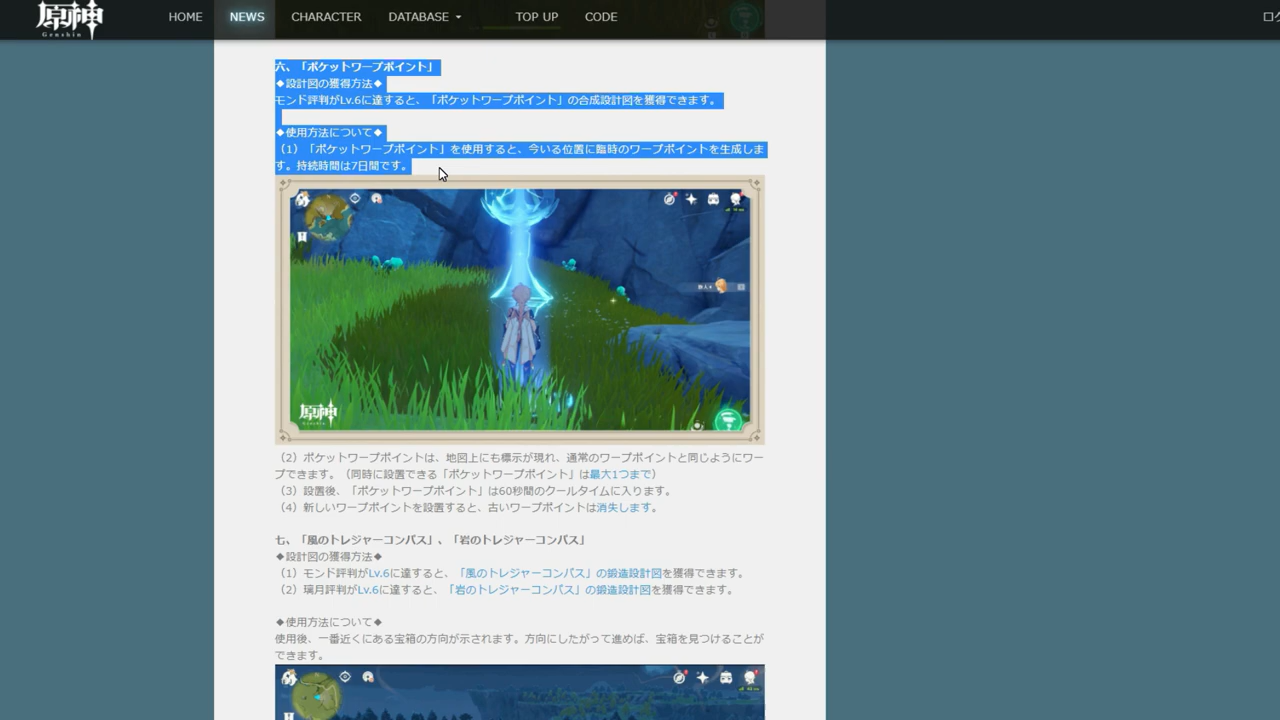 原神
Genshin
HOME
NEWS
CHARACTER
DATABASE
TOP UP
CODE
ログ
六、「ポケットワープポイント」
◆設計図の獲得方法◆
モンド評判がLv.6に達すると、「ポケットワープポイント」の合成設計図を獲得できます。
◆使用方法について◆
（1）「ポケットワープポイント」を使用すると、今いる位置に臨時のワープポイントを生成しま
す。持続時間は7日間です。
旅人
原神
Genshin
（2）ポケットワープポイントは、地図上にも標示が現れ、通常のワープポイントと同じようにワー
プできます。（同時に設置できる「ポケットワープポイント」は最大1つまで）
（3）設置後、「ポケットワープポイント」は60秒間のクールタイムに入ります。
（4）新しいワープポイントを設置すると、古いワープポイントは消失します。
七、「風のトレジャーコンパス」、「岩のトレジャーコンパス」
◆設計図の獲得方法◆
（1）モンド評判がLv.6に達すると、「風のトレジャーコンパス」の鍛造設計図を獲得できます。
（2）璃月評判がLv.6に達すると、「岩のトレジャーコンパス」の鍛造設計図を獲得できます。
◆使用方法について◆
使用後、一番近くにある宝箱の方向が示されます。方向にしたがって進めば、宝箱を見つけることが
できます。